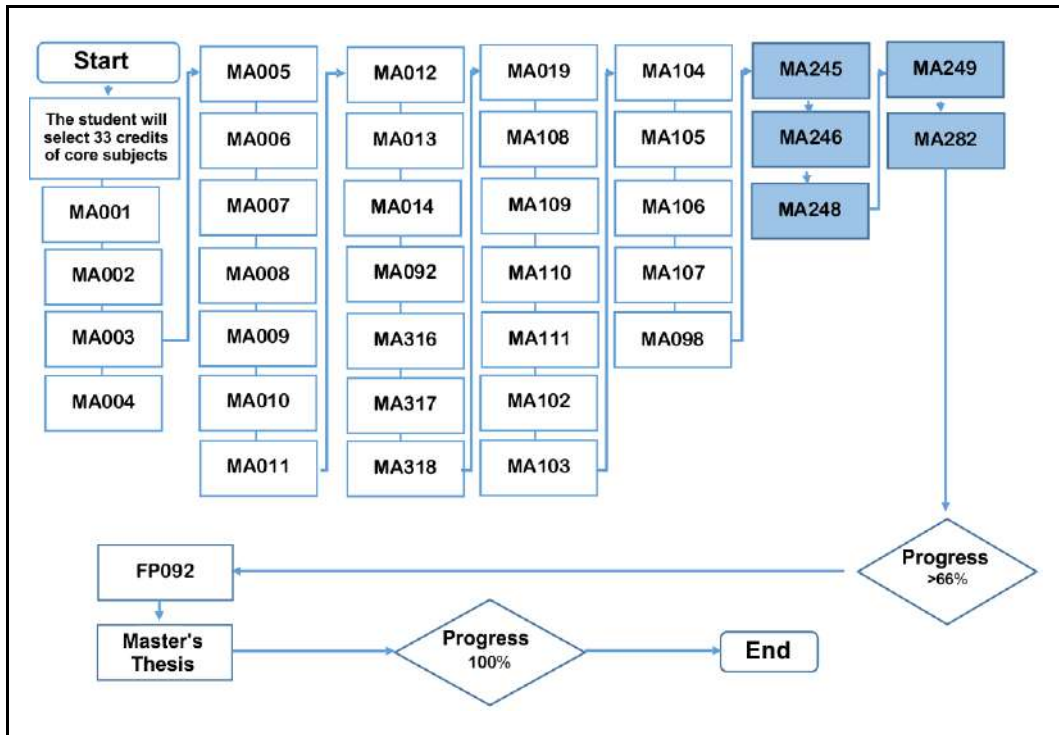 Start
The student will
select 33 credits
of core subjects
MA001
MA002
MA003
MA004
MA005
MA006
MA007
MA008
MA009
MA010
MA011
MA012
MA013
MA014
MA092
MA316
MA317
MA318
MA019
MA108
MA109
MA110
MA111
MA102
MA103
MA104
MA105
MA106
MA107
MA098
MA245
MA246
MA248
MA249
MA282
Progress
>66%
FP092
Master's
Thesis
Progress
100%
End